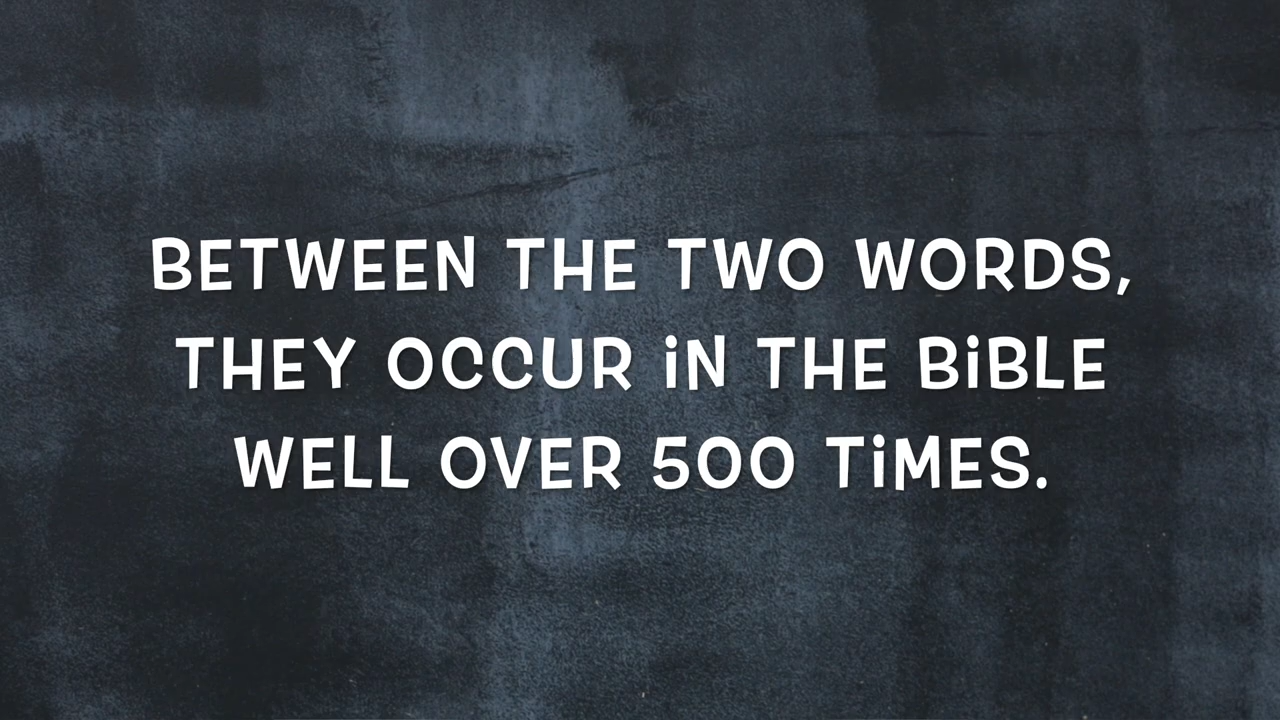 BETWEEN THE TWO WORDS,
THEY OCCUR iN THE BiBLE
WELL OVER 500 TiMES.